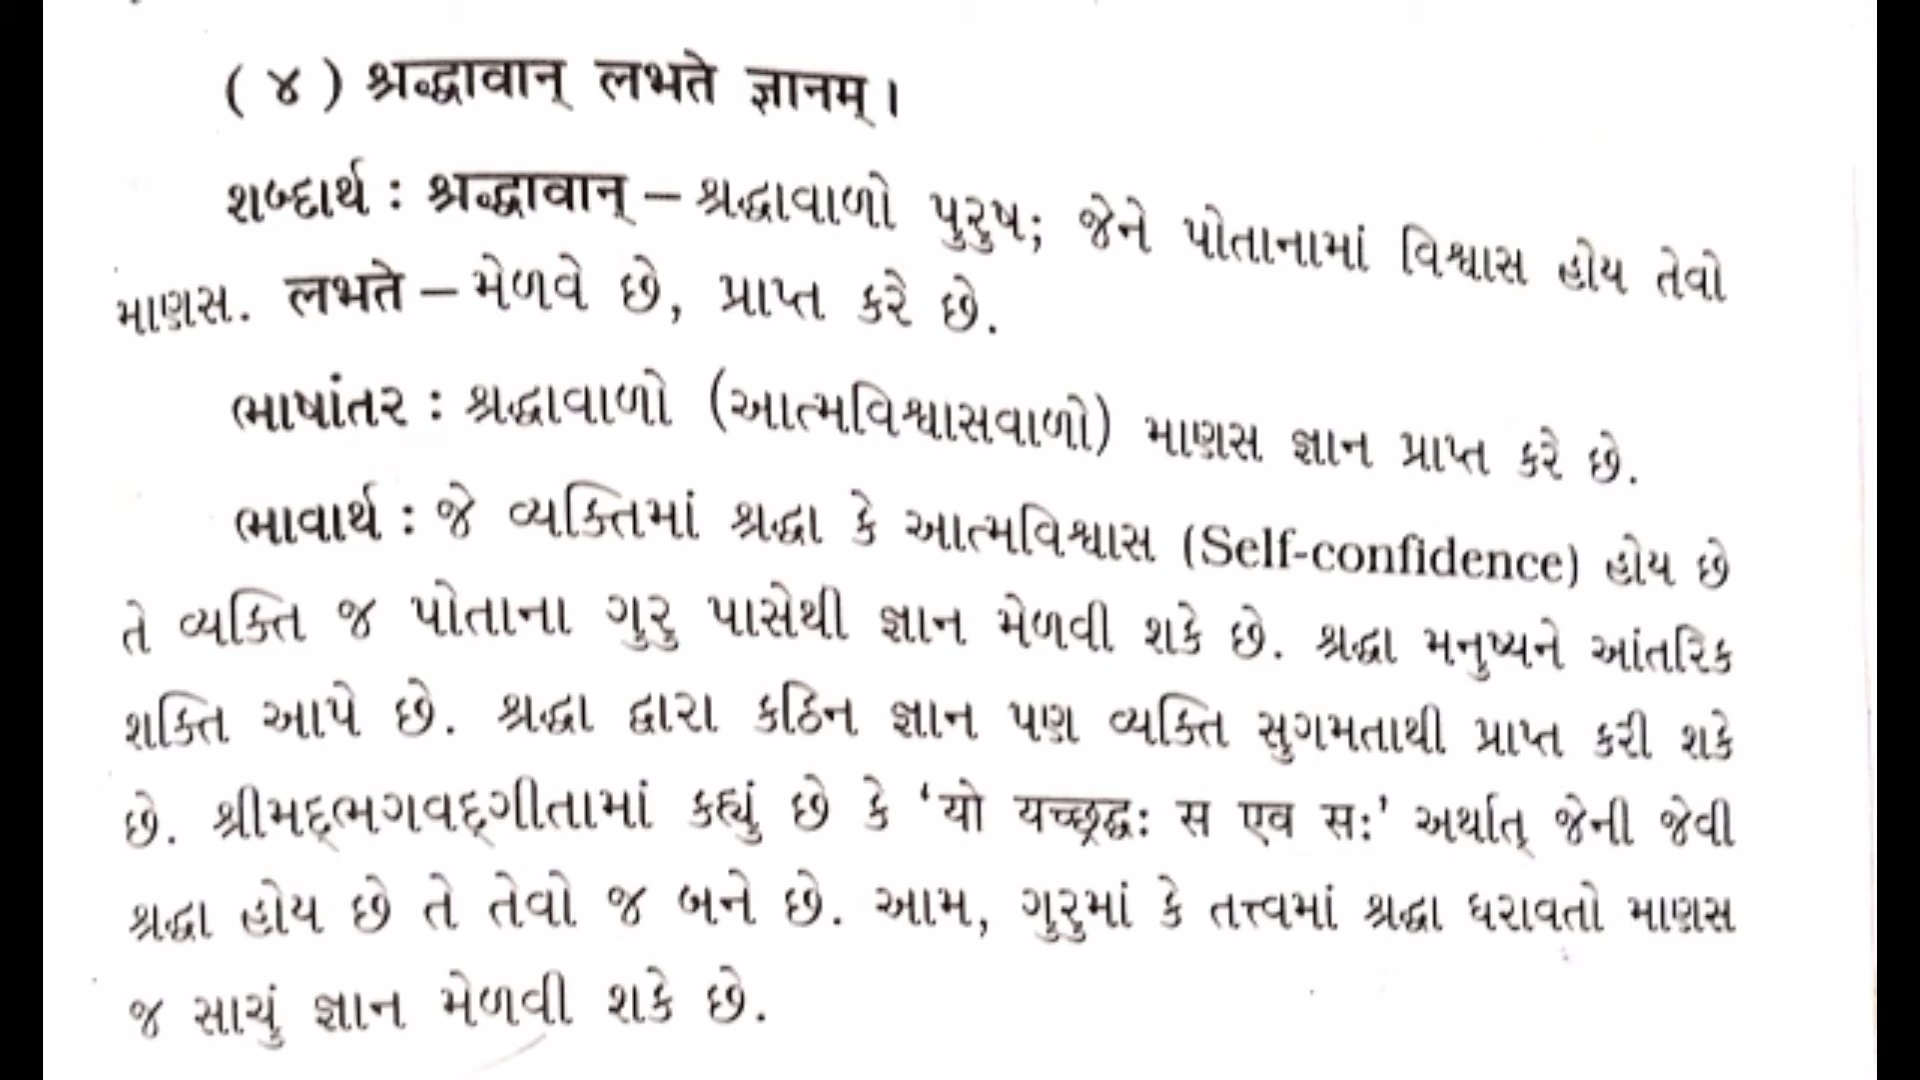 ( ૪ ) श्रद्धावान् लभते ज्ञानम् ।
શબ્દાર્થ : श्रद्धावान् – શ્રદ્ધાવાળો પુરુષ; જેને પોતાનામાં વિશ્વાસ હોય તેવો
માણસ. लभते – મેળવે છે, પ્રાપ્ત કરે છે.
ભાષાંતર : શ્રદ્ધાવાળો (આત્મવિશ્વાસવાળો) માણસ જ્ઞાન પ્રાપ્ત કરે છે.
ભાવાર્થ : જે વ્યક્તિમાં શ્રદ્ધા કે આત્મવિશ્વાસ (Self-confidence) હોય છે
તે વ્યક્તિ જ પોતાના ગુરુ પાસેથી જ્ઞાન મેળવી શકે છે. શ્રદ્ધા મનુષ્યને આંતરિક
શક્તિ આપે છે. શ્રદ્ધા દ્વારા કઠિન જ્ઞાન પણ વ્યક્તિ સુગમતાથી પ્રાપ્ત કરી શકે
છે. શ્રીમદ્ભગવદ્ગીતામાં કહ્યું છે કે ‘यो यच्छ्रद्धः स एव सः’ અર્થાત્ જેની જેવી
શ્રદ્ધા હોય છે તે તેવો જ બને છે. આમ, ગુરુમાં કે તત્ત્વમાં શ્રદ્ધા ધરાવતો માણસ
જ સાચું જ્ઞાન મેળવી શકે છે.